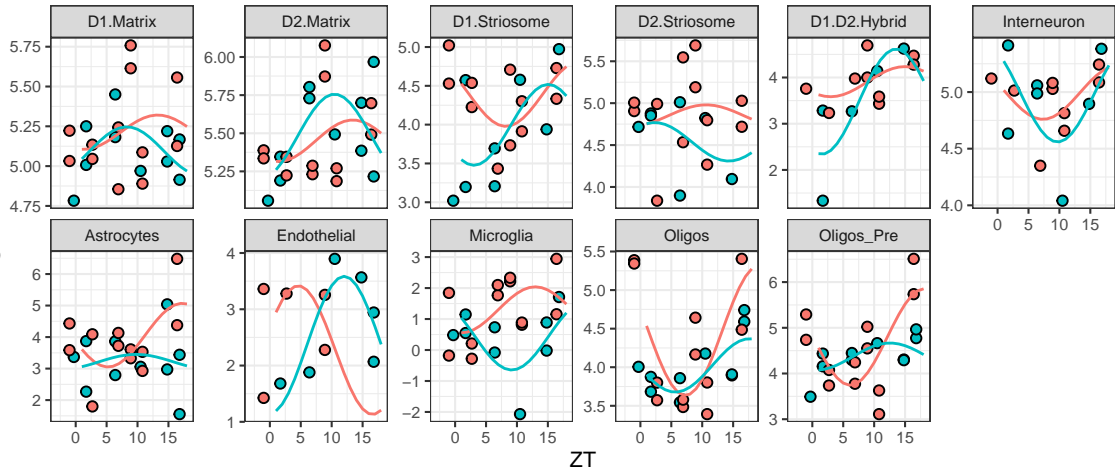 D1.Matrix D2.Matrix D1.Striosome D2.Striosome D1.D2.Hybrid Interneuron
5.75 5.50 5.25 5.00 4.75
6.00 5.75 5.50 5.25
5.0 4.5 4.0 3.5 3.0
5.0 4.5 4.0
4 3 2
5.0 4.5 4.0
0 5 10 15
Astrocytes Endothelial Microglia Oligos Oligos_Pre
6 5 4 3 2
4 3 2 1
3 2 1 0 −1 −2
5.5 5.0 4.5 4.0 3.5
6 5 4 3
0 5 10 15 0 5 10 15 0 5 10 15 0 5 10 15 0 5 10 15
ZT